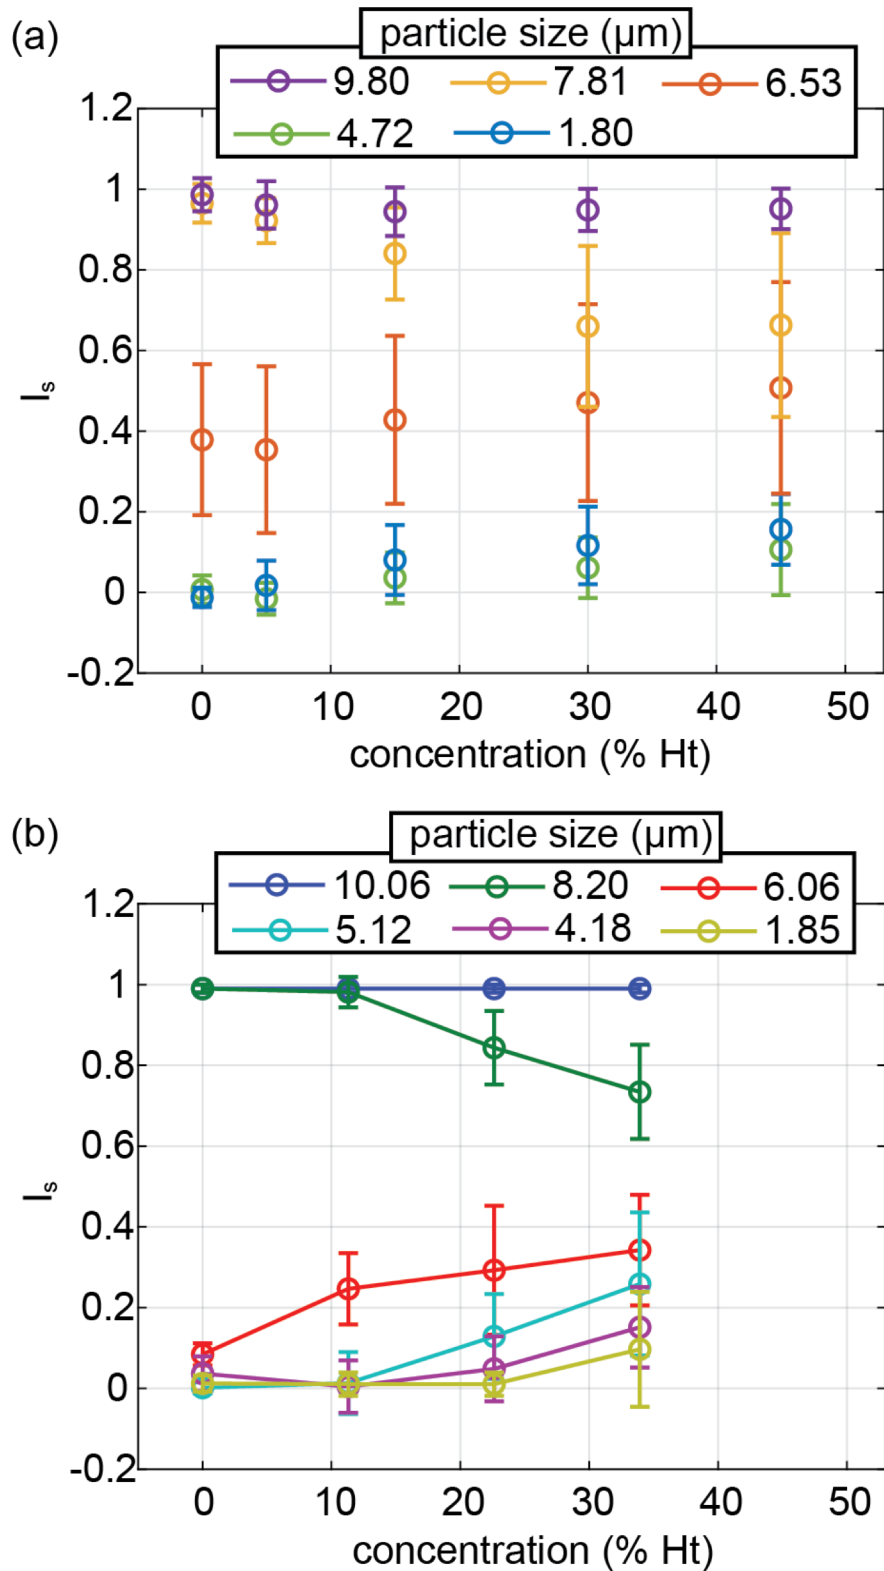 (a)
particle size (µm)
9.80 7.81 6.53
4.72 1.80
1.2
1
0.8
0.6
0.4
0.2
0
-0.2
Is
0 10 20 30 40 50
concentration (% Ht)
(b)
particle size (µm)
10.06 8.20 6.06
5.12 4.18 1.85
1.2
1
0.8
0.6
0.4
0.2
0
-0.2
Is
0 10 20 30 40 50
concentration (% Ht)